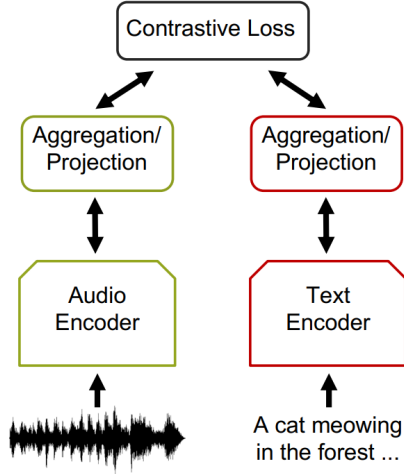 Contrastive Loss
Aggregation/
Projection
Aggregation/
Projection
Audio
Encoder
Text
Encoder
A cat meowing
in the forest ...